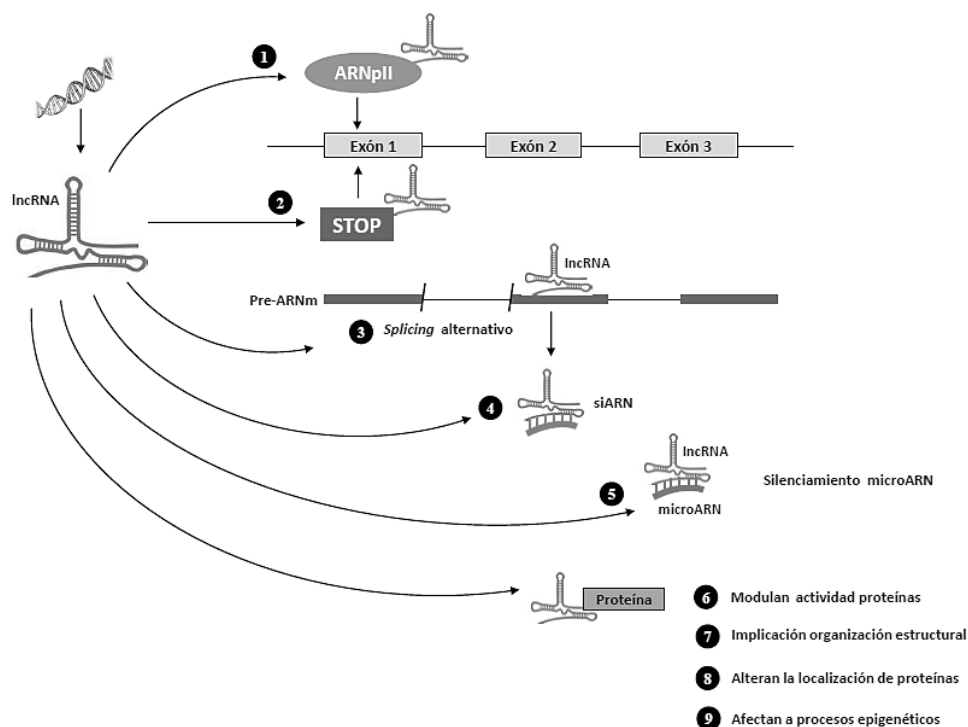 1
ARNpII
Exón 1
Exón 2
Exón 3
lncRNA
2
STOP
lncRNA
Pre-ARNm
3 Splicing alternativo
4
siARN
lncRNA
5
Silenciamiento microARN
microARN
Proteína
6 Modulan actividad proteínas
7 Implicación organización estructural
8 Alteran la localización de proteínas
9 Afectan a procesos epigenéticos